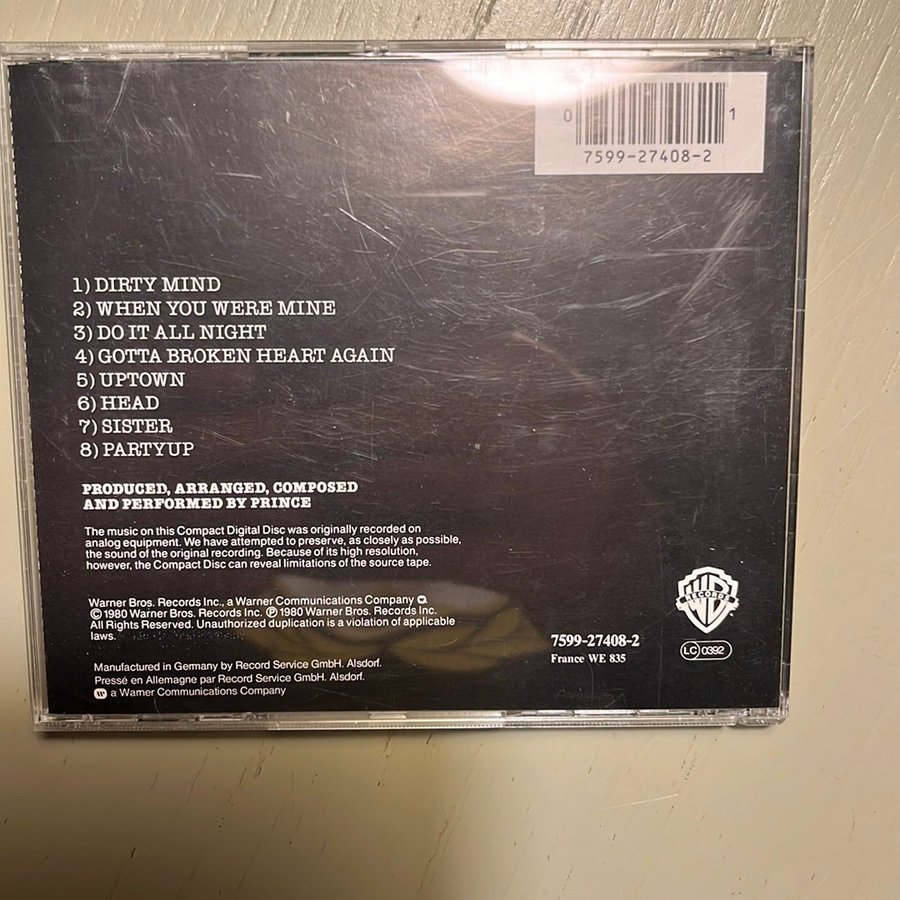 0 1
7599-27408-2
1) DIRTY MIND
2) WHEN YOU WERE MINE
3) DO IT ALL NIGHT
4) GOTTA BROKEN HEART AGAIN
5) UPTOWN
6) HEAD
7) SISTER
8) PARTYUP
PRODUCED, ARRANGED, COMPOSED
AND PERFORMED BY PRINCE
The music on this Compact Digital Disc was originally recorded on
analog equipment. We have attempted to preserve, as closely as possible,
the sound of the original recording. Because of its high resolution,
however, the Compact Disc can reveal limitations of the source tape.
Warner Bros. Records Inc., a Warner Communications Company
© 1980 Warner Bros. Records Inc. ℗ 1980 Warner Bros. Records Inc.
All Rights Reserved. Unauthorized duplication is a violation of applicable
laws.
Manufactured in Germany by Record Service GmbH. Alsdorf.
Pressé en Allemagne par Record Service GmbH. Alsdorf.
a Warner Communications Company
WB
RECORDS
7599-27408-2
France WE 835
LC 0392